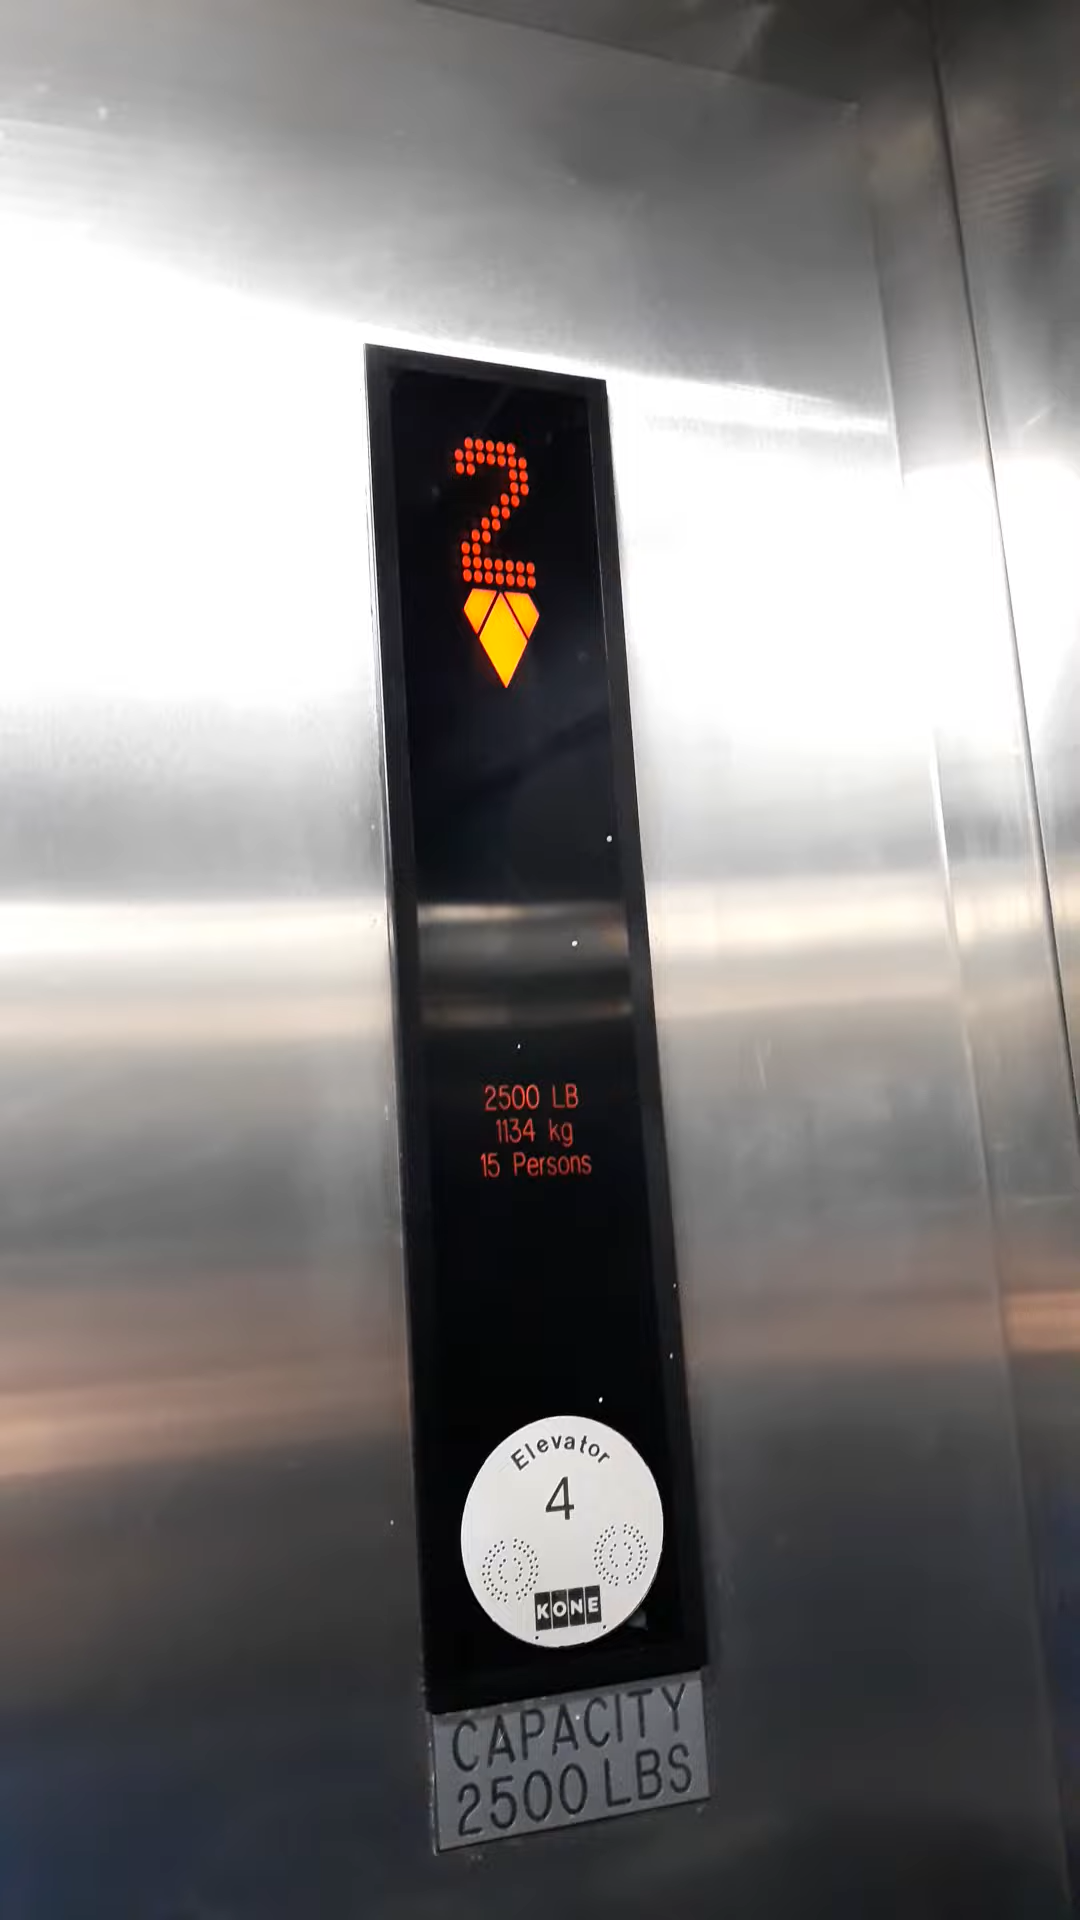 2
2500 LB
1134 kg
15 Persons
Elevator
4
KONE
CAPACITY
2500 LBS